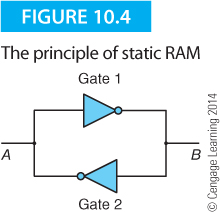 FIGURE 10.4
The principle of static RAM
Gate 1
A
B
Gate 2
© Cengage Learning 2014